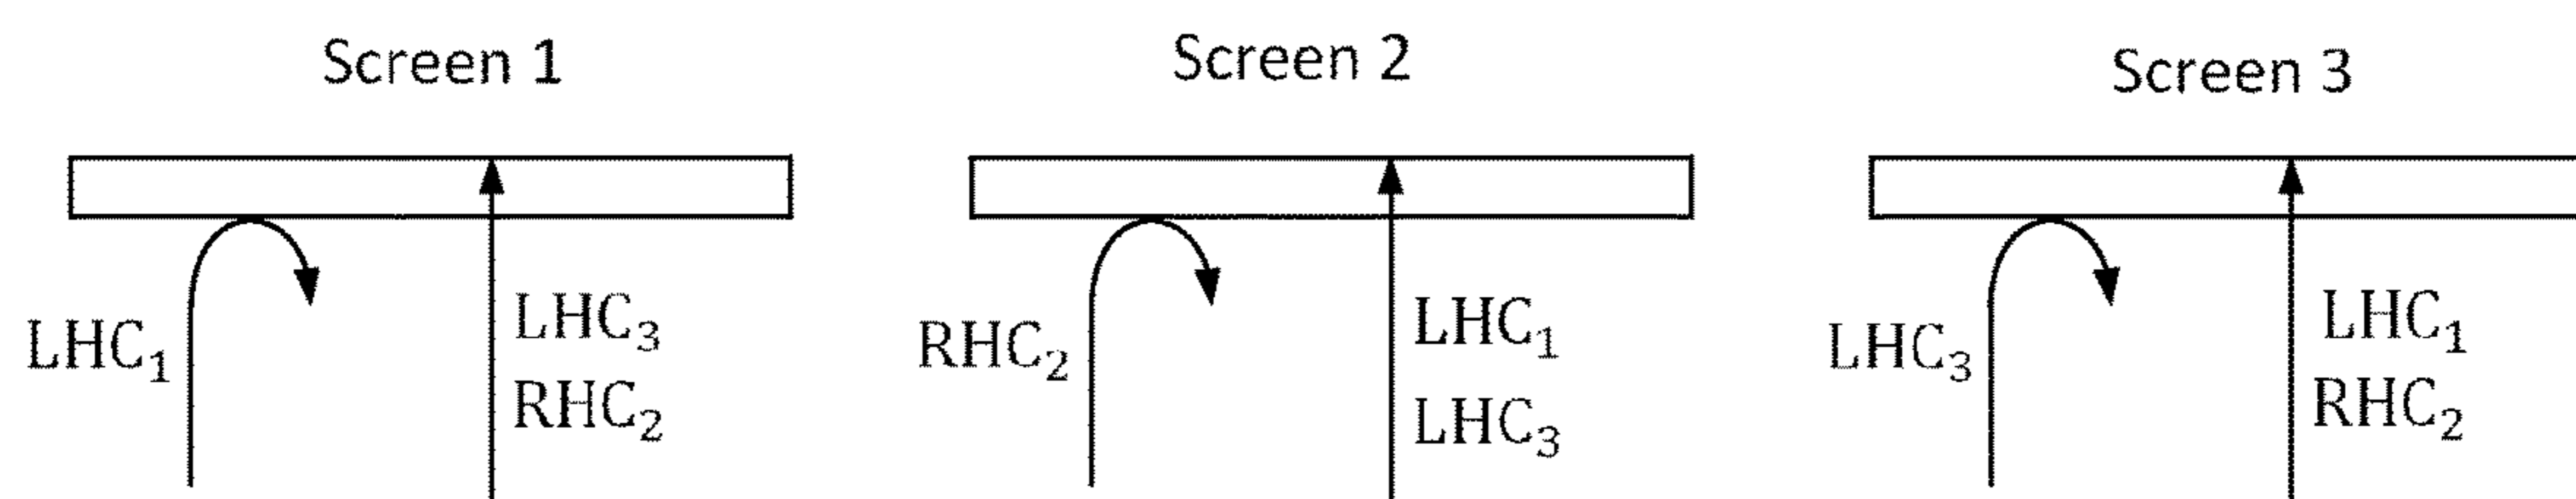 Screen 1
LHC₁
LHC₃
RHC₂
Screen 2
RHC₂
LHC₁
LHC₃
Screen 3
LHC₃
LHC₁
RHC₂